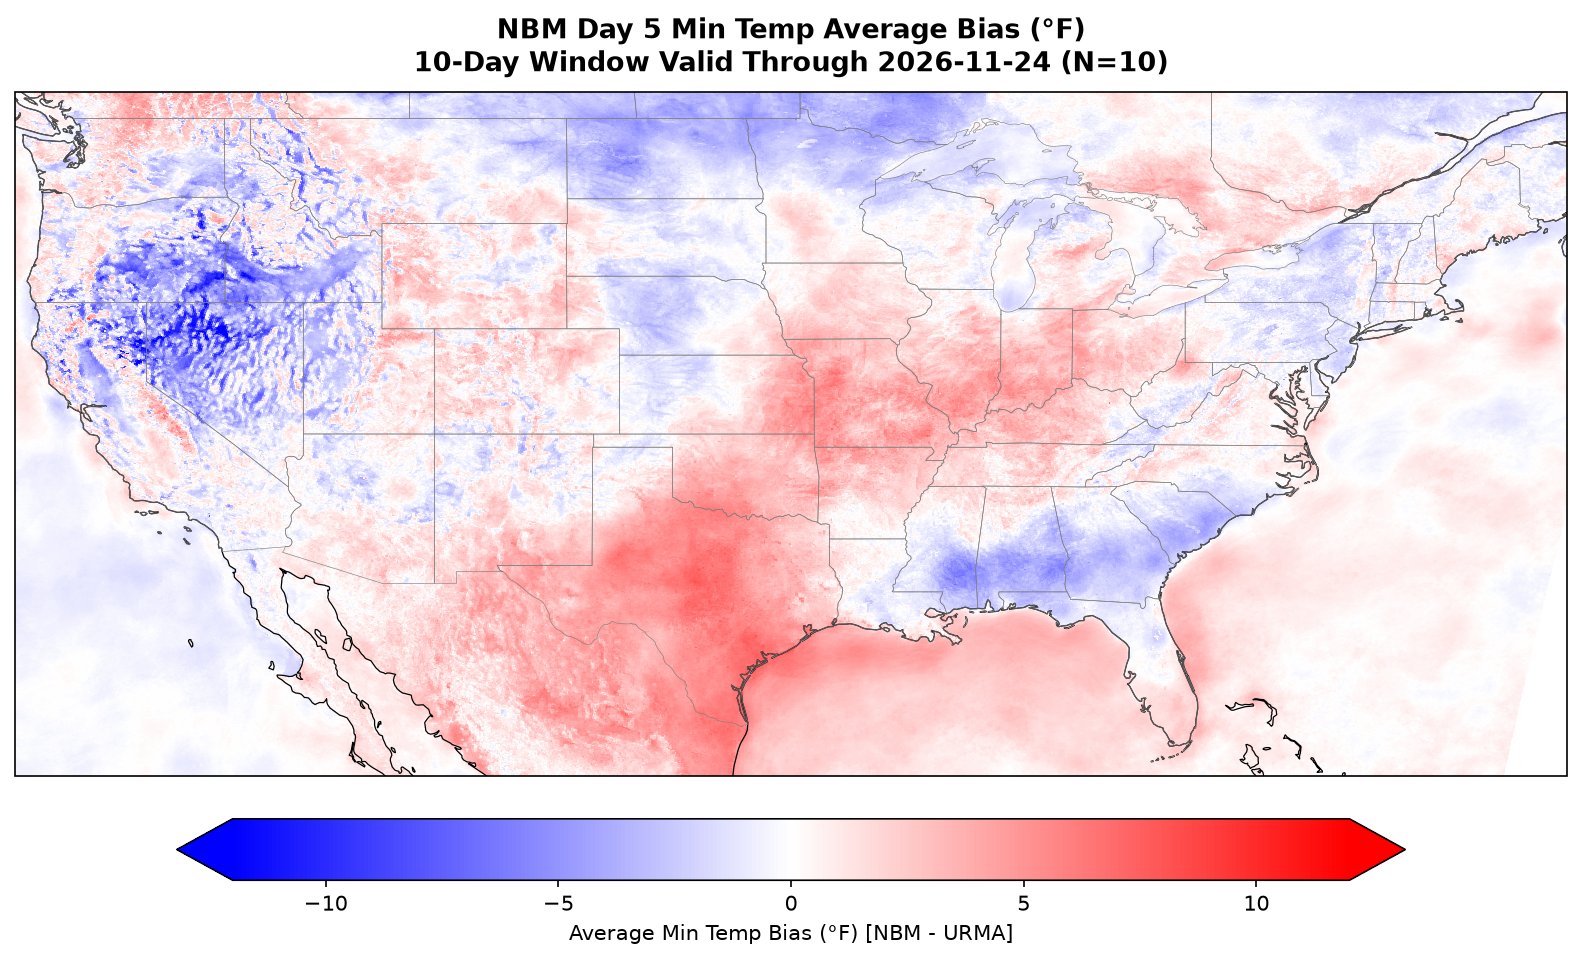 NBM Day 5 Min Temp Average Bias (°F)
10-Day Window Valid Through 2026-11-24 (N=10)
−10 −5 0 5 10
Average Min Temp Bias (°F) [NBM - URMA]